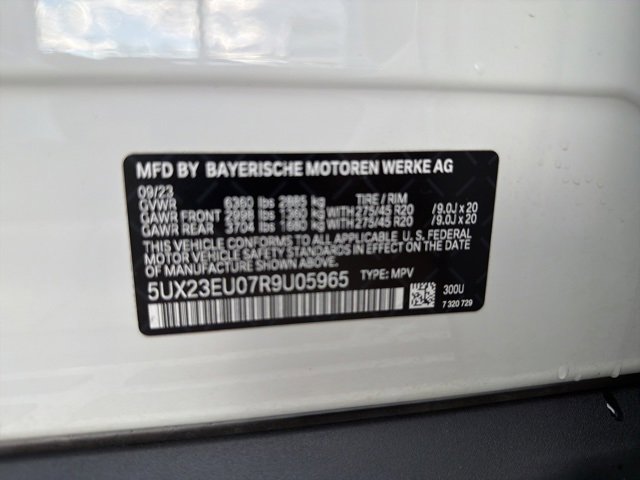 MFD BY BAYERISCHE MOTOREN WERKE AG
09/23 TIRE / RIM
GVWR 6360 lbs 2885 kg
GAWR FRONT 2998 lbs 1360 kg WITH 275/45 R20 /9.0J x 20
GAWR REAR 3704 lbs 1680 kg WITH 275/45 R20 /9.0J x 20
THIS VEHICLE CONFORMS TO ALL APPLICABLE U. S. FEDERAL
MOTOR VEHICLE SAFETY STANDARDS IN EFFECT ON THE DATE
OF MANUFACTURE SHOWN ABOVE.
5UX23EU07R9U05965 TYPE: MPV
300U
7 320 729